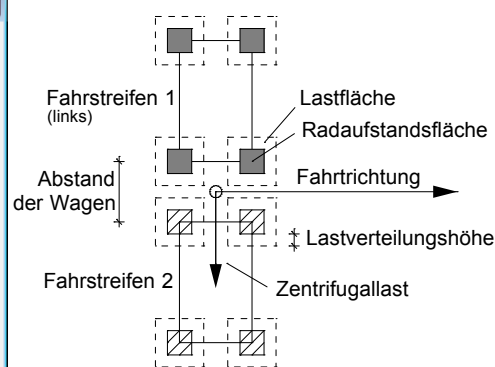 Fahrstreifen 1
(links)
Lastfläche
Radaufstandsfläche
Abstand
der Wagen
Fahrtrichtung
Lastverteilungshöhe
Fahrstreifen 2
Zentrifugallast